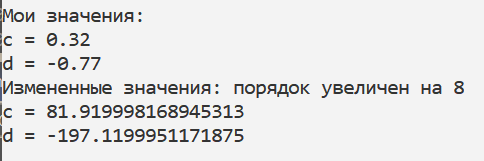 Мои значения:
c = 0.32
d = -0.77
Измененные значения: порядок увеличен на 8
c = 81.919998168945313
d = -197.1199951171875